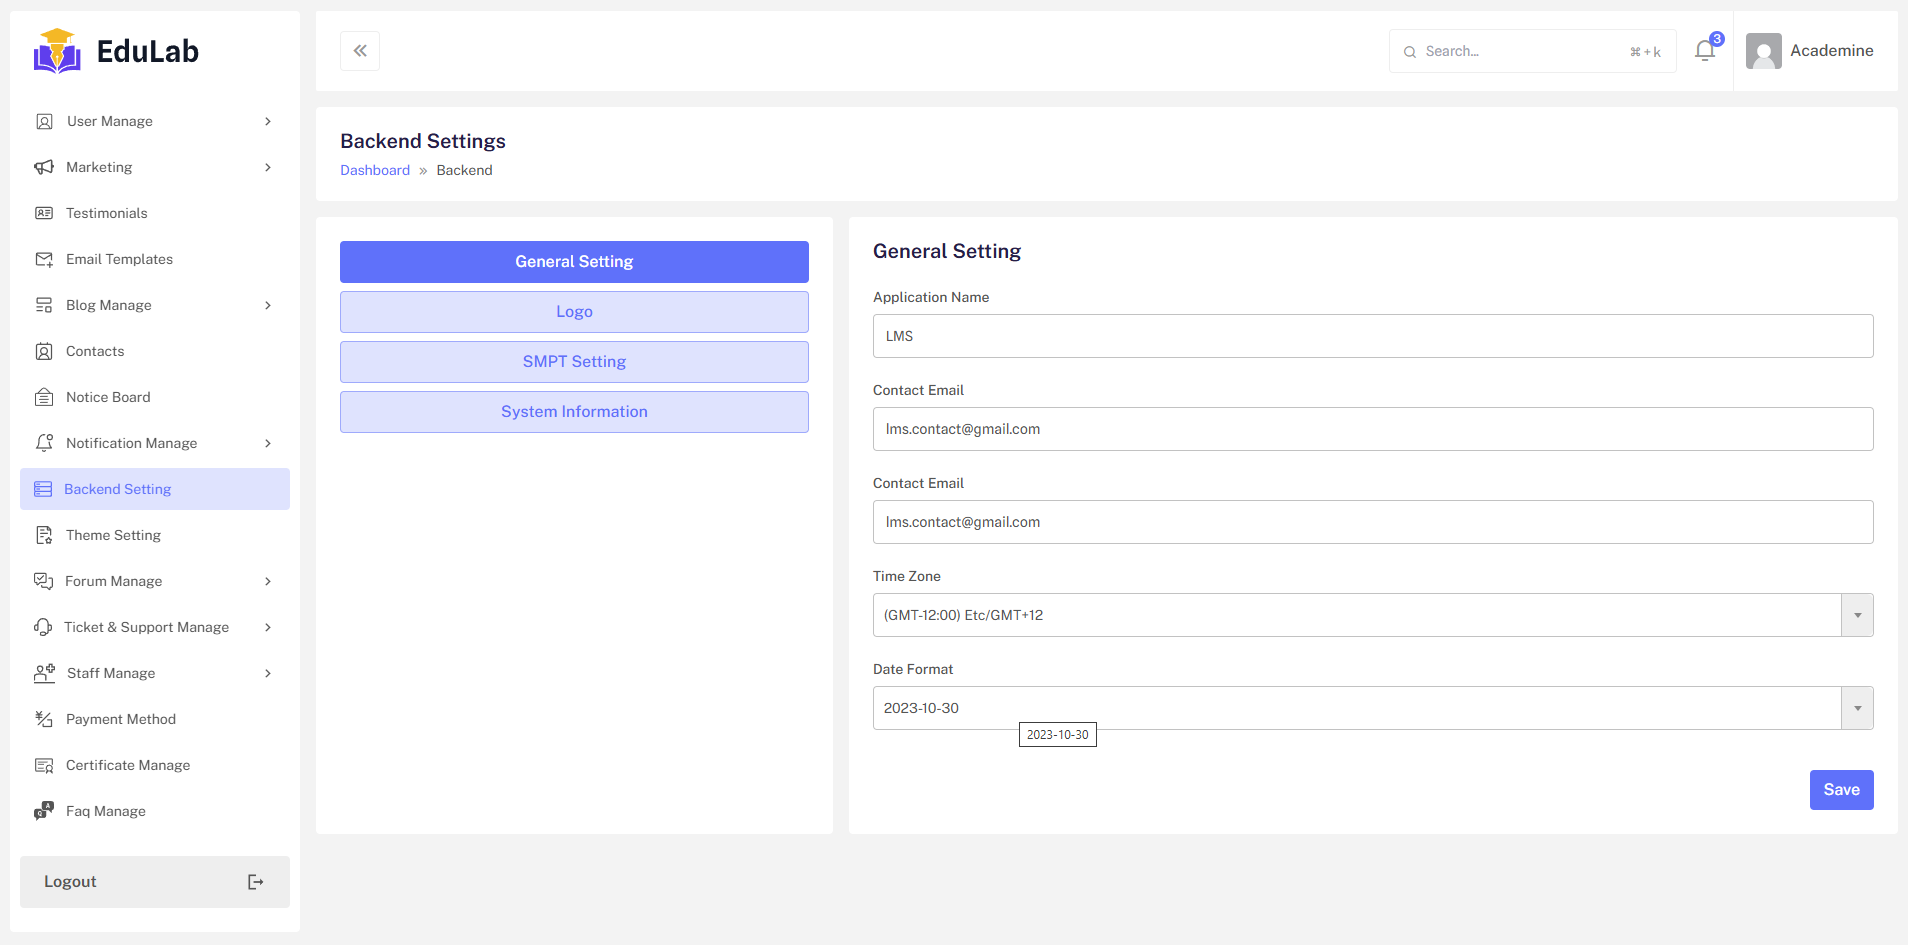 EduLab
User Manage
Marketing
Testimonials
Email Templates
Blog Manage
Contacts
Notice Board
Notification Manage
Backend Setting
Theme Setting
Forum Manage
Ticket & Support Manage
Staff Manage
Payment Method
Certificate Manage
Faq Manage
Logout
Search... ⌘+k
3
Academine
Backend Settings
Dashboard » Backend
General Setting
Logo
SMPT Setting
System Information
General Setting
Application Name
LMS
Contact Email
lms.contact@gmail.com
Contact Email
lms.contact@gmail.com
Time Zone
(GMT-12:00) Etc/GMT+12
Date Format
2023-10-30
2023-10-30
Save